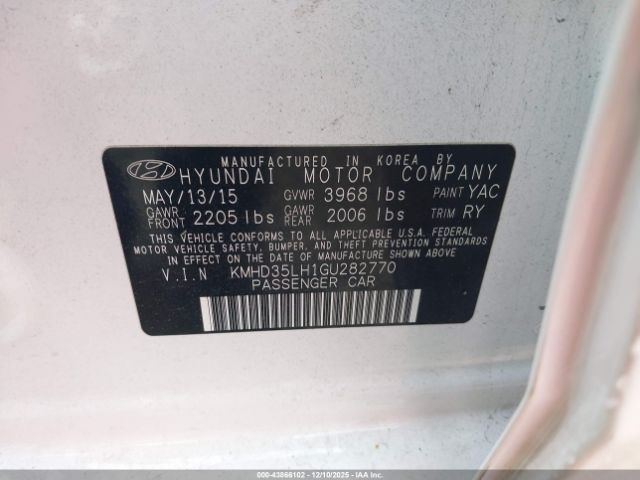 MANUFACTURED IN KOREA BY
HYUNDAI MOTOR COMPANY
MAY/13/15 GVWR 3968 lbs PAINT YAC
GAWR FRONT 2205 lbs GAWR REAR 2006 lbs TRIM RY
THIS VEHICLE CONFORMS TO ALL APPLICABLE U.S.A. FEDERAL
MOTOR VEHICLE SAFETY, BUMPER, AND THEFT PREVENTION STANDARDS
IN EFFECT ON THE DATE OF MANUFACTURE SHOWN ABOVE.
V.I.N KMHD35LH1GU282770
PASSENGER CAR
000-43866102 - 12/10/2025 - IAA Inc.